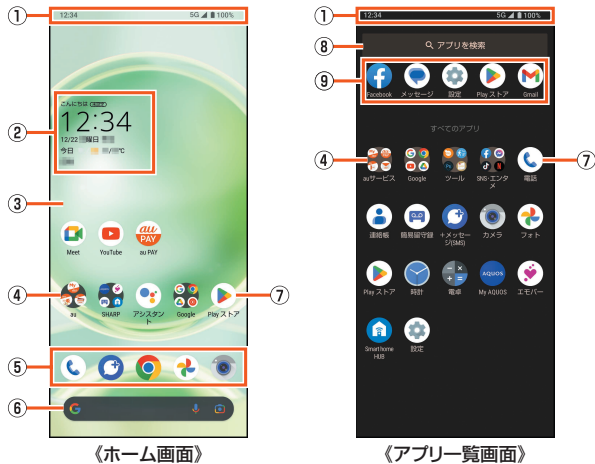 ① 12:34 5G 100%
こんにちは
② 12:34
12/22 曜日
今日 /℃
③
Meet YouTube au PAY
④ au SHARP アシスタント Google Play ストア ⑦
⑤
⑥
《ホーム画面》
① 12:34 5G 100%
⑧ アプリを検索
⑨ Facebook メッセージ 設定 Play ストア Gmail
すべてのアプリ
④ auサービス Google ツール SNS・エンタメ 電話 ⑦
連絡帳 簡易留守録 +メッセージ(SMS) カメラ フォト
Play ストア 時計 電卓 My AQUOS エモパー
AQUOS
Smart home HUB 設定
《アプリ一覧画面》